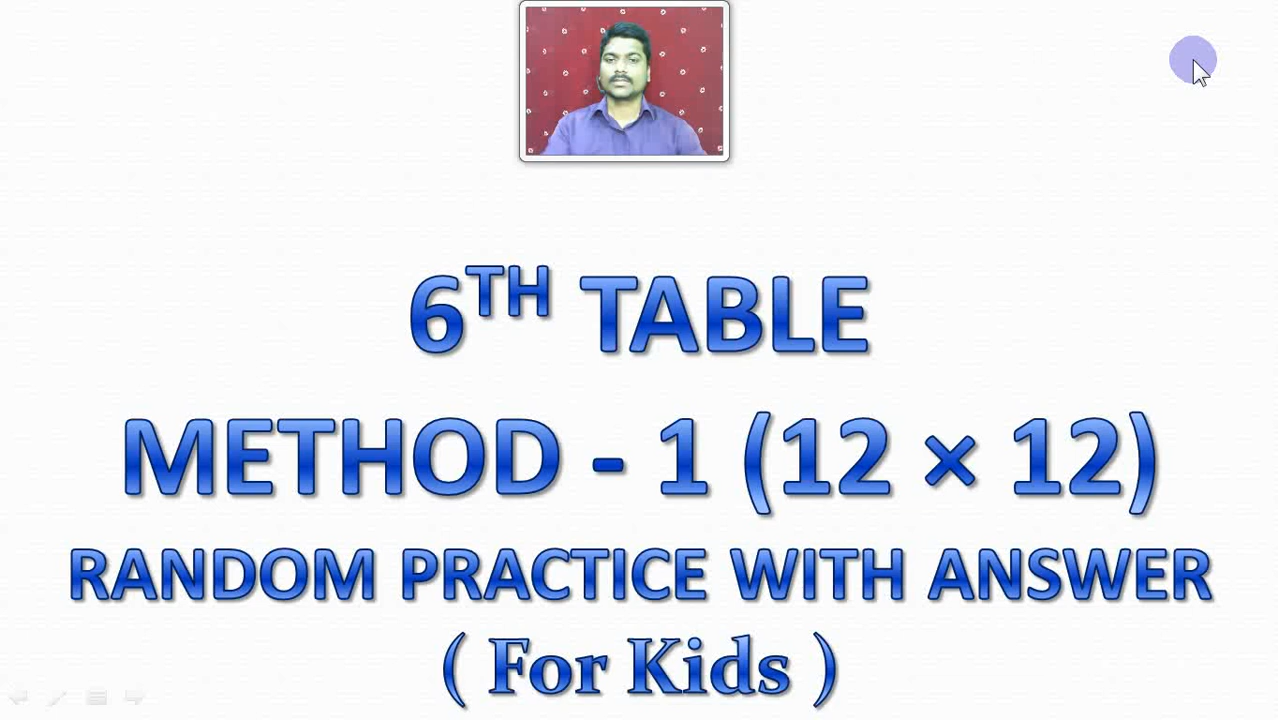 6TH TABLE
METHOD - 1 (12 × 12)
RANDOM PRACTICE WITH ANSWER
( For Kids )